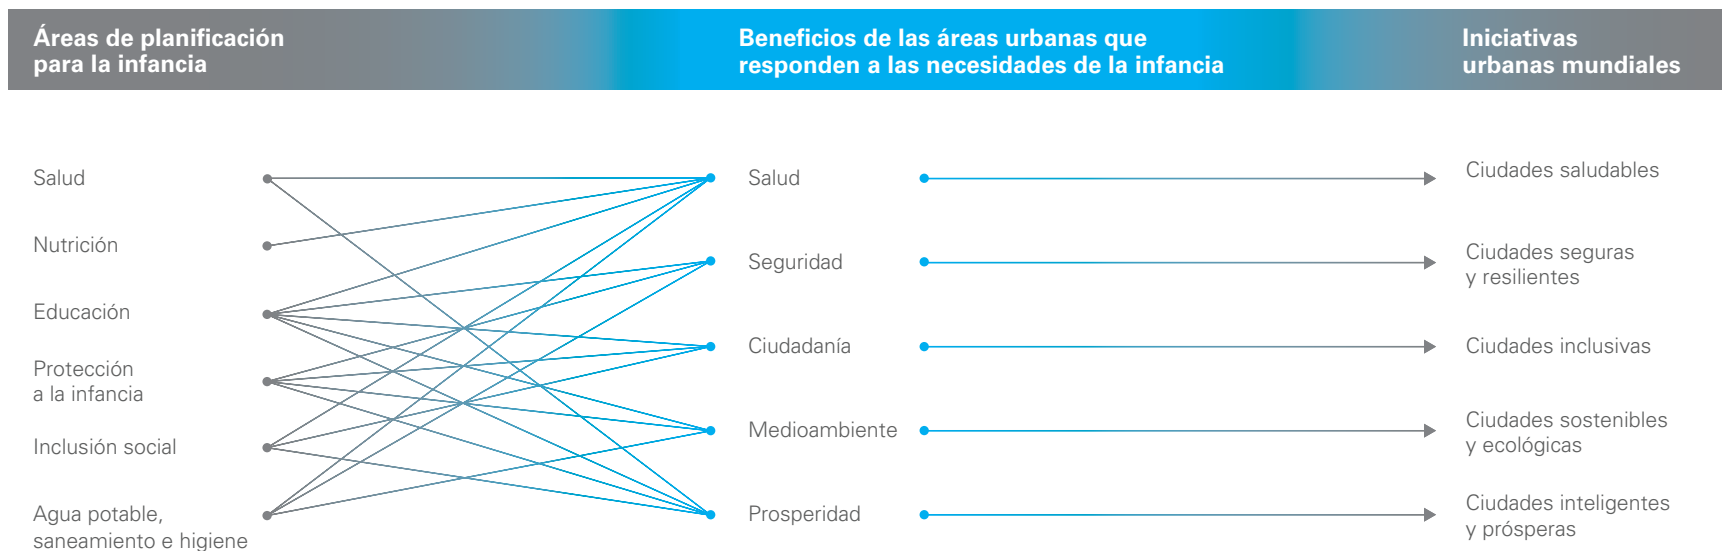 Áreas de planificación
para la infancia
Beneficios de las áreas urbanas que
responden a las necesidades de la infancia
Iniciativas
urbanas mundiales
Salud
Nutrición
Educación
Protección
a la infancia
Inclusión social
Agua potable,
saneamiento e higiene
Salud
Seguridad
Ciudadanía
Medioambiente
Prosperidad
Ciudades saludables
Ciudades seguras
y resilientes
Ciudades inclusivas
Ciudades sostenibles
y ecológicas
Ciudades inteligentes
y prósperas